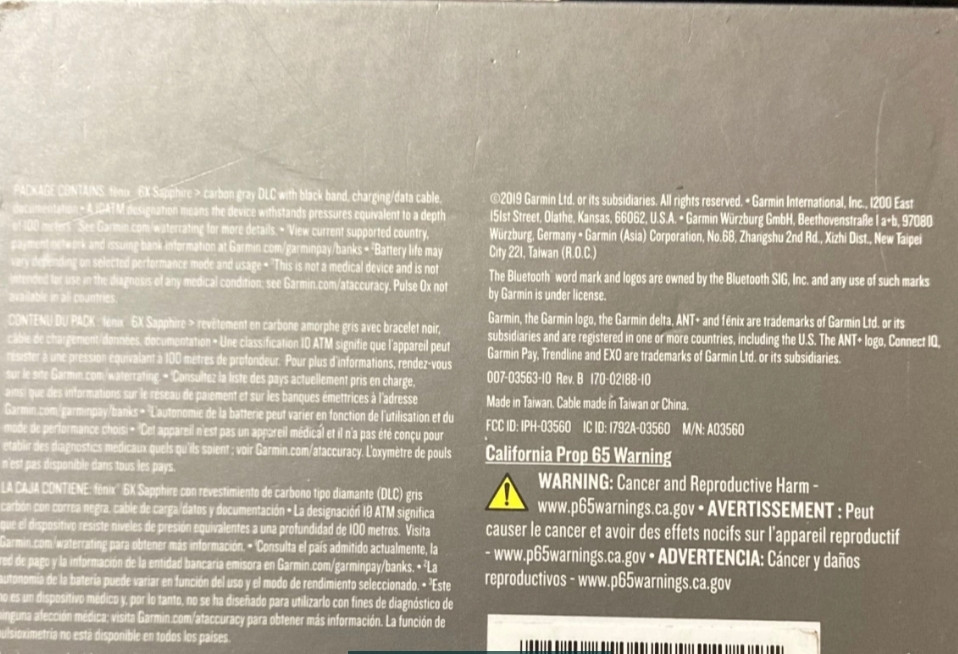 PACKAGE CONTAINS: fēnix® 6X Sapphire > carbon gray DLC with black band, charging/data cable,
documentation • A 10 ATM designation means the device withstands pressures equivalent to a depth
of 100 meters. See Garmin.com/waterrating for more details. • View current supported country,
payment network and issuing bank information at Garmin.com/garminpay/banks • ²Battery life may
vary depending on selected performance mode and usage • ³This is not a medical device and is not
intended for use in the diagnosis of any medical condition; see Garmin.com/ataccuracy. Pulse Ox not
available in all countries.
CONTENU DU PACK : fēnix® 6X Sapphire > revêtement en carbone amorphe gris avec bracelet noir,
câble de chargement/données, documentation • Une classification 10 ATM signifie que l'appareil peut
résister à une pression équivalant à 100 mètres de profondeur. Pour plus d'informations, rendez-vous
sur le site Garmin.com/waterrating. • ¹Consultez la liste des pays actuellement pris en charge,
ainsi que des informations sur le réseau de paiement et sur les banques émettrices à l'adresse
Garmin.com/garminpay/banks • ²L'autonomie de la batterie peut varier en fonction de l'utilisation et du
mode de performance choisi • ³Cet appareil n'est pas un appareil médical et il n'a pas été conçu pour
établir des diagnostics médicaux quels qu'ils soient ; voir Garmin.com/ataccuracy. L'oxymètre de pouls
n'est pas disponible dans tous les pays.
LA CAJA CONTIENE: fēnix® 6X Sapphire con revestimiento de carbono tipo diamante (DLC) gris
carbón con correa negra, cable de carga/datos y documentación • La designación 10 ATM significa
que el dispositivo resiste niveles de presión equivalentes a una profundidad de 100 metros. Visita
Garmin.com/waterrating para obtener más información. • ¹Consulta el país admitido actualmente, la
red de pago y la información de la entidad bancaria emisora en Garmin.com/garminpay/banks. • ²La
autonomía de la batería puede variar en función del uso y el modo de rendimiento seleccionado. • ³Este
no es un dispositivo médico y, por lo tanto, no se ha diseñado para utilizarlo con fines de diagnóstico de
ninguna afección médica; visita Garmin.com/ataccuracy para obtener más información. La función de
pulsioximetría no está disponible en todos los países.
©2019 Garmin Ltd. or its subsidiaries. All rights reserved. • Garmin International, Inc., 1200 East
151st Street, Olathe, Kansas, 66062, U.S.A. • Garmin Würzburg GmbH, Beethovenstraße 1 a+b, 97080
Würzburg, Germany • Garmin (Asia) Corporation, No.68, Zhangshu 2nd Rd., Xizhi Dist., New Taipei
City 221, Taiwan (R.O.C.)
The Bluetooth® word mark and logos are owned by the Bluetooth SIG, Inc. and any use of such marks
by Garmin is under license.
Garmin, the Garmin logo, the Garmin delta, ANT+ and fēnix are trademarks of Garmin Ltd. or its
subsidiaries and are registered in one or more countries, including the U.S. The ANT+ logo, Connect IQ,
Garmin Pay, Trendline and EXO are trademarks of Garmin Ltd. or its subsidiaries.
007-03563-10 Rev. B 170-02188-10
Made in Taiwan. Cable made in Taiwan or China.
FCC ID: IPH-03560 IC ID: 1792A-03560 M/N: A03560
California Prop 65 Warning
WARNING: Cancer and Reproductive Harm -
www.p65warnings.ca.gov • AVERTISSEMENT : Peut
causer le cancer et avoir des effets nocifs sur l'appareil reproductif
- www.p65warnings.ca.gov • ADVERTENCIA: Cáncer y daños
reproductivos - www.p65warnings.ca.gov